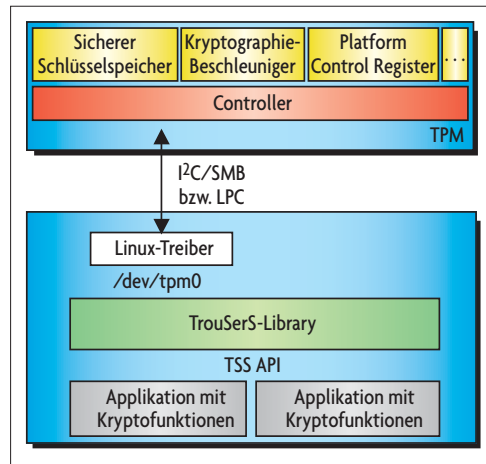 Sicherer
Schlüsselspeicher
Kryptographie-
Beschleuniger
Platform
Control Register
...
Controller
TPM
I²C/SMB
bzw. LPC
Linux-Treiber
/dev/tpm0
TrouSerS-Library
TSS API
Applikation mit
Kryptofunktionen
Applikation mit
Kryptofunktionen